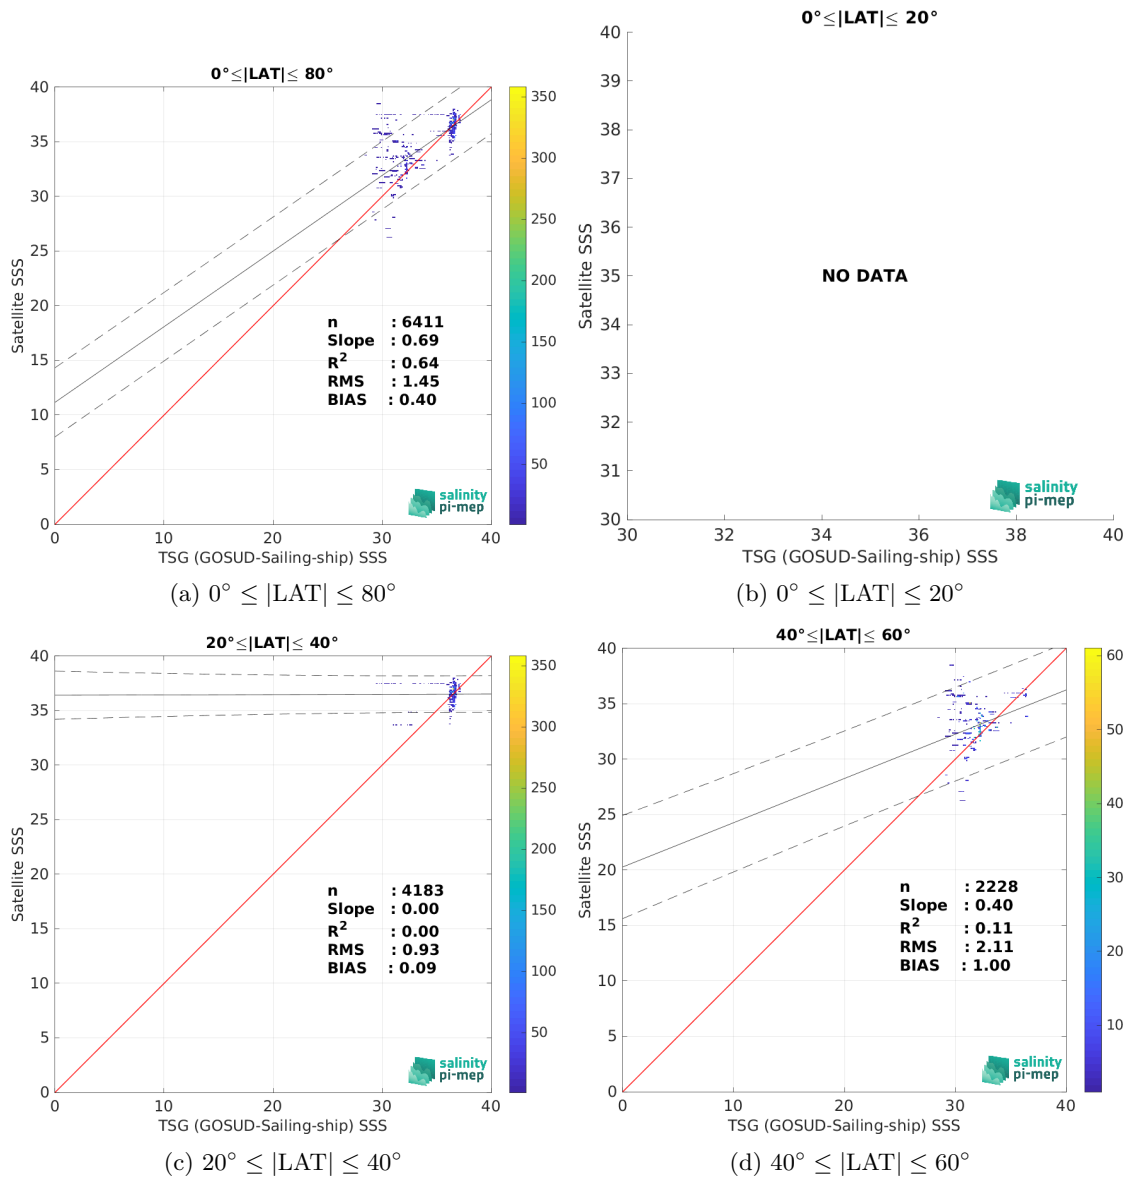 0°≤|LAT|≤ 80°
40
35
30
25
20
15
10
5
0
Satellite SSS
0 10 20 30 40
TSG (GOSUD-Sailing-ship) SSS
n : 6411
Slope : 0.69
R² : 0.64
RMS : 1.45
BIAS : 0.40
salinity
pi-mep
350
300
250
200
150
100
50
(a) 0° ≤ |LAT| ≤ 80°
0°≤|LAT|≤ 20°
40
39
38
37
36
35
34
33
32
31
30
Satellite SSS
NO DATA
salinity
pi-mep
30 32 34 36 38 40
TSG (GOSUD-Sailing-ship) SSS
(b) 0° ≤ |LAT| ≤ 20°
20°≤|LAT|≤ 40°
40
35
30
25
20
15
10
5
0
Satellite SSS
n : 4183
Slope : 0.00
R² : 0.00
RMS : 0.93
BIAS : 0.09
salinity
pi-mep
0 10 20 30 40
TSG (GOSUD-Sailing-ship) SSS
350
300
250
200
150
100
50
(c) 20° ≤ |LAT| ≤ 40°
40°≤|LAT|≤ 60°
40
35
30
25
20
15
10
5
0
Satellite SSS
n : 2228
Slope : 0.40
R² : 0.11
RMS : 2.11
BIAS : 1.00
salinity
pi-mep
0 10 20 30 40
TSG (GOSUD-Sailing-ship) SSS
60
50
40
30
20
10
(d) 40° ≤ |LAT| ≤ 60°